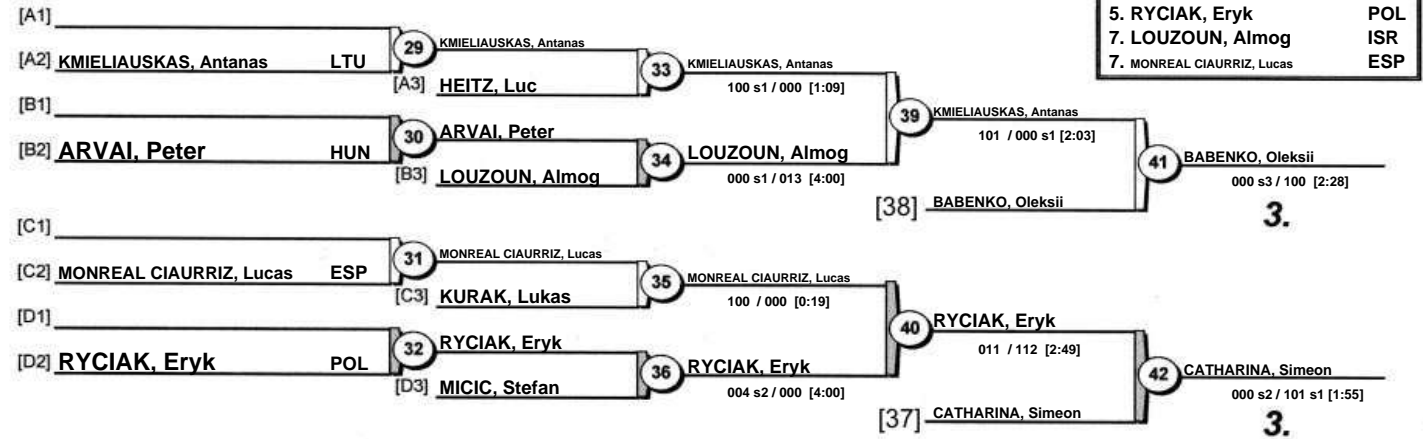 5. RYCIAK, Eryk POL
7. LOUZOUN, Almog ISR
7. MONREAL CIAURRIZ, Lucas ESP
[A1]
[A2] KMIELIAUSKAS, Antanas LTU
29
KMIELIAUSKAS, Antanas
[A3] HEITZ, Luc
33
KMIELIAUSKAS, Antanas
100 s1 / 000 [1:09]
[B1]
[B2] ARVAI, Peter HUN
30
ARVAI, Peter
[B3] LOUZOUN, Almog
34
LOUZOUN, Almog
000 s1 / 013 [4:00]
39
KMIELIAUSKAS, Antanas
101 / 000 s1 [2:03]
[38] BABENKO, Oleksii
41
BABENKO, Oleksii
000 s3 / 100 [2:28]
3.
[C1]
[C2] MONREAL CIAURRIZ, Lucas ESP
31
MONREAL CIAURRIZ, Lucas
[C3] KURAK, Lukas
35
MONREAL CIAURRIZ, Lucas
100 / 000 [0:19]
[D1]
[D2] RYCIAK, Eryk POL
32
RYCIAK, Eryk
[D3] MICIC, Stefan
36
RYCIAK, Eryk
004 s2 / 000 [4:00]
40
RYCIAK, Eryk
011 / 112 [2:49]
[37] CATHARINA, Simeon
42
CATHARINA, Simeon
000 s2 / 101 s1 [1:55]
3.